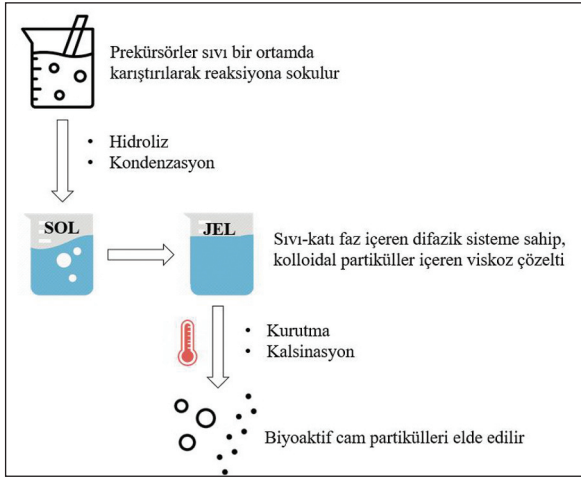 Prekürsörler sıvı bir ortamda
karıştırılarak reaksiyona sokulur
• Hidroliz
• Kondenzasyon
SOL
JEL
Sıvı-katı faz içeren difazik sisteme sahip,
kolloidal partiküller içeren viskoz çözelti
• Kurutma
• Kalsinasyon
Biyoaktif cam partikülleri elde edilir